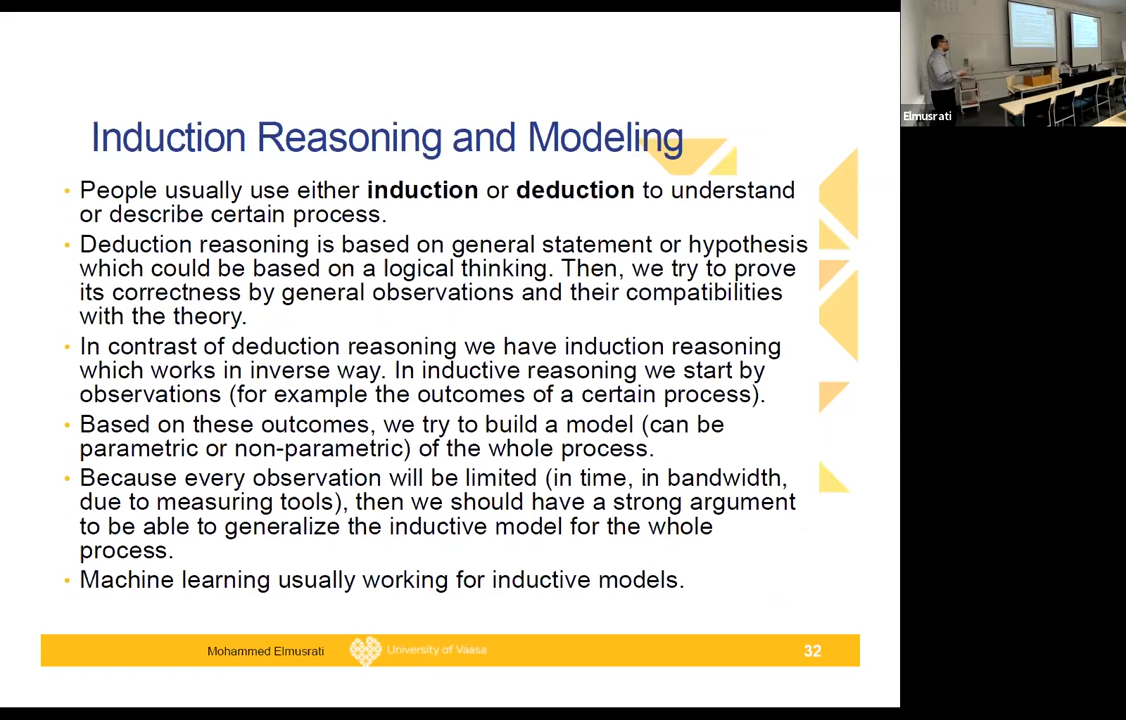 Induction Reasoning and Modeling
• People usually use either induction or deduction to understand
or describe certain process.
• Deduction reasoning is based on general statement or hypothesis
which could be based on a logical thinking. Then, we try to prove
its correctness by general observations and their compatibilities
with the theory.
• In contrast of deduction reasoning we have induction reasoning
which works in inverse way. In inductive reasoning we start by
observations (for example the outcomes of a certain process).
• Based on these outcomes, we try to build a model (can be
parametric or non-parametric) of the whole process.
• Because every observation will be limited (in time, in bandwidth,
due to measuring tools), then we should have a strong argument
to be able to generalize the inductive model for the whole
process.
• Machine learning usually working for inductive models.
Mohammed Elmusrati
University of Vaasa
32
Elmusrati